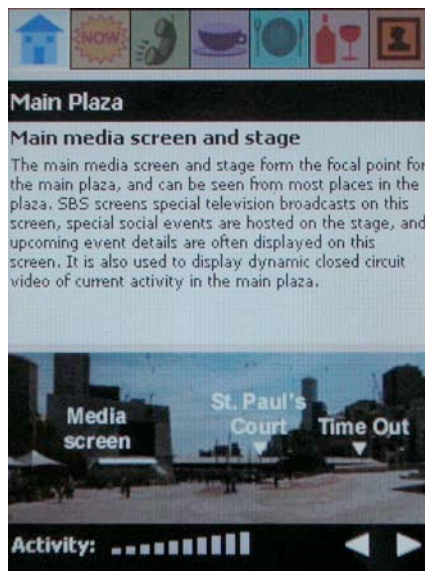 NOW
Main Plaza
Main media screen and stage
The main media screen and stage form the focal point for
the main plaza, and can be seen from most places in the
plaza. SBS screens special television broadcasts on this
screen, special social events are hosted on the stage, and
upcoming event details are often displayed on this
screen. It is also used to display dynamic closed circuit
video of current activity in the main plaza.
Media
screen
St. Paul's
Court
Time Out
Activity: